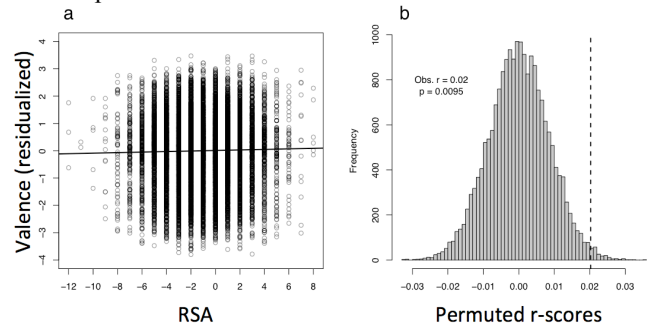 a
4
3
2
1
0
−1
−2
−3
−4
Valence (residualized)
−12 −10 −8 −6 −4 −2 0 2 4 6 8
RSA
b
1000
800
600
400
200
0
Frequency
Obs. r = 0.02
p = 0.0095
−0.03 −0.02 −0.01 0.00 0.01 0.02 0.03
Permuted r-scores